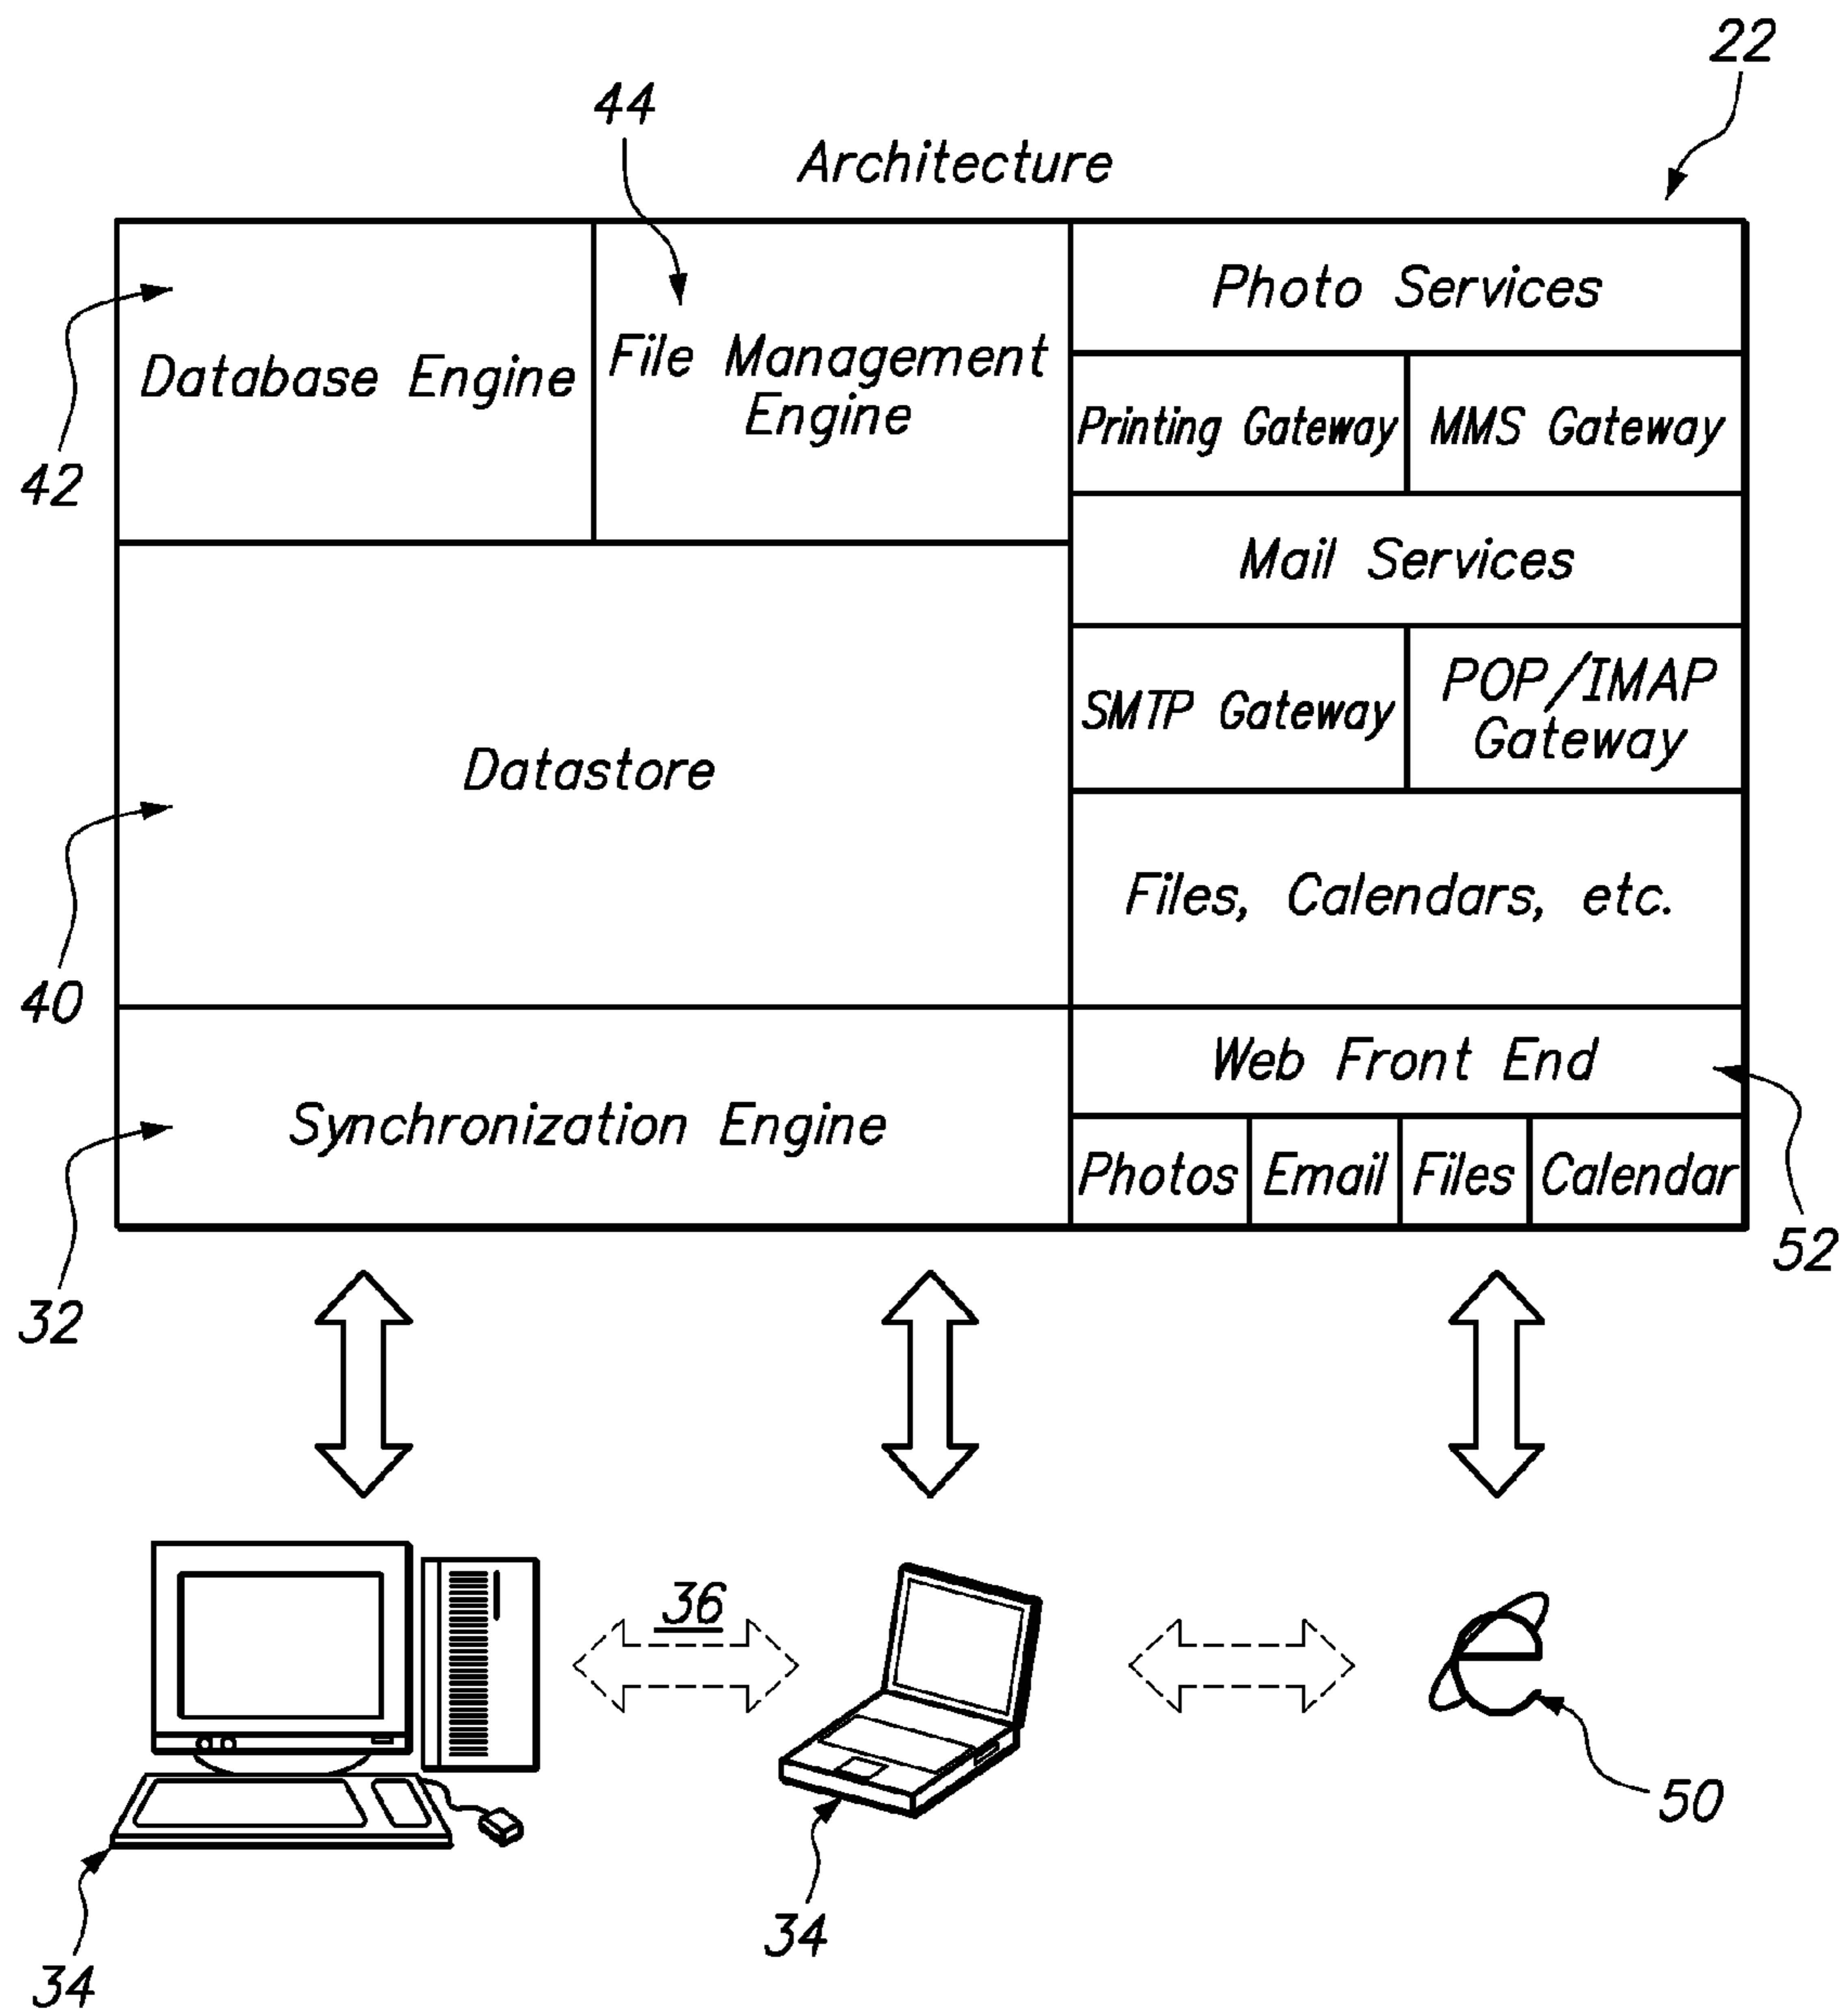 22
44
Architecture
Photo Services
Database Engine
File Management
Engine
Printing Gateway
MMS Gateway
42
Mail Services
SMTP Gateway
POP/IMAP
Gateway
Datastore
Files, Calendars, etc.
40
Web Front End
Synchronization Engine
Photos
Email
Files
Calendar
52
32
36
50
34
34